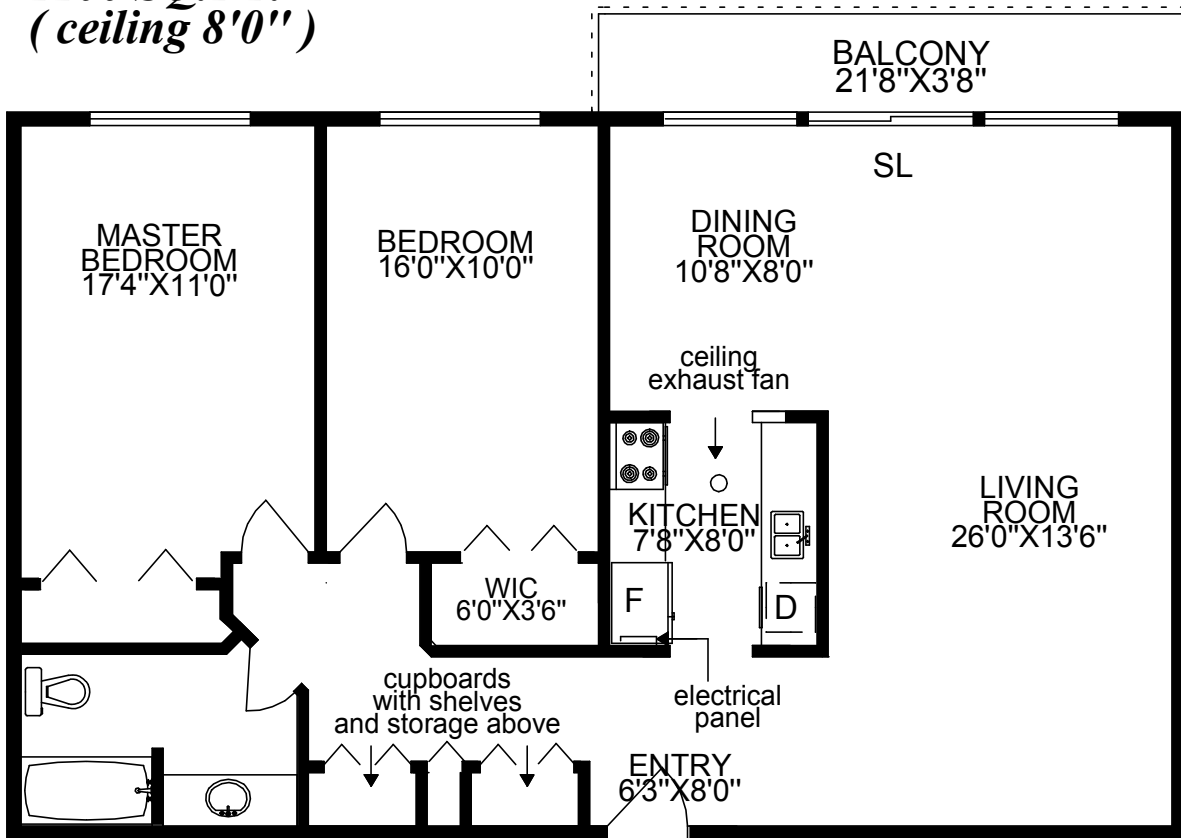 ( ceiling 8'0" )
BALCONY
21'8"X3'8"
SL
MASTER
BEDROOM
17'4"X11'0"
BEDROOM
16'0"X10'0"
DINING
ROOM
10'8"X8'0"
ceiling
exhaust fan
KITCHEN
7'8"X8'0"
LIVING
ROOM
26'0"X13'6"
WIC
6'0"X3'6"
F
D
cupboards
with shelves
and storage above
electrical
panel
ENTRY
6'3"X8'0"